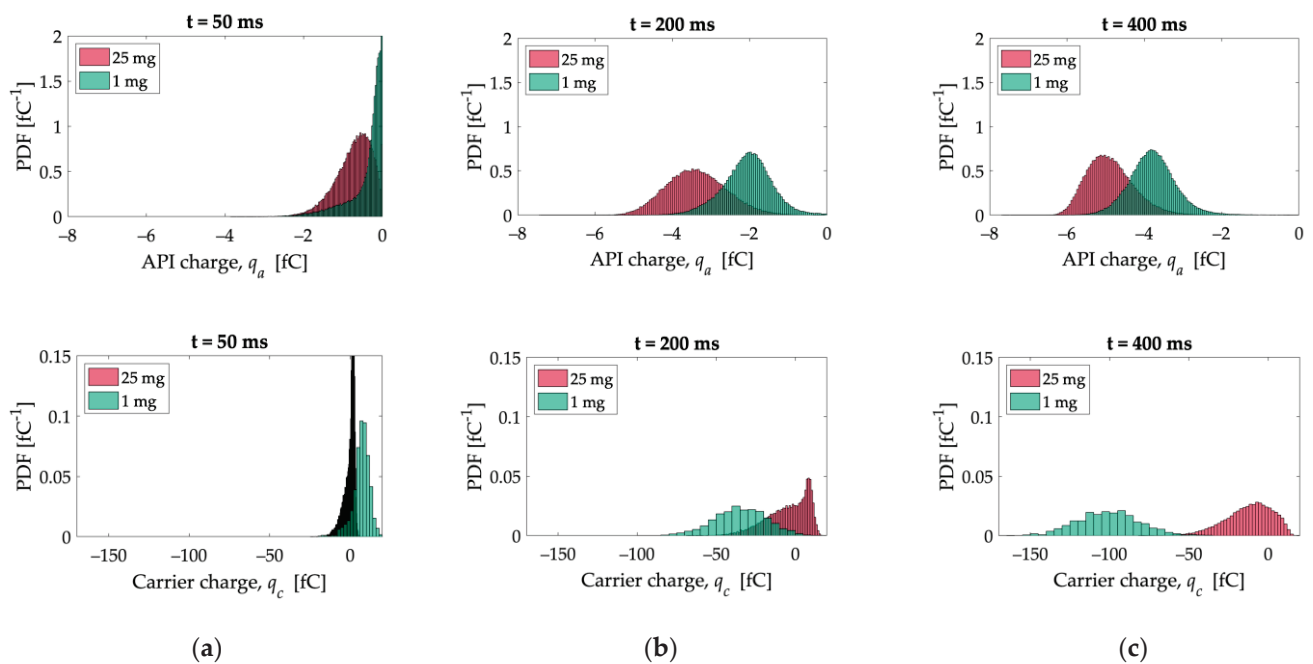 t = 50 ms
PDF [fC-1]
2
1.5
1
0.5
0
25 mg
1 mg
−8
−6
−4
−2
0
API charge, qa [fC]
t = 200 ms
PDF [fC-1]
2
1.5
1
0.5
0
25 mg
1 mg
−8
−6
−4
−2
0
API charge, qa [fC]
t = 400 ms
PDF [fC-1]
2
1.5
1
0.5
0
25 mg
1 mg
−8
−6
−4
−2
0
API charge, qa [fC]
t = 50 ms
PDF [fC-1]
0.15
0.1
0.05
0
25 mg
1 mg
−150
−100
−50
0
Carrier charge, qc [fC]
t = 200 ms
PDF [fC-1]
0.15
0.1
0.05
0
25 mg
1 mg
−150
−100
−50
0
Carrier charge, qc [fC]
t = 400 ms
PDF [fC-1]
0.15
0.1
0.05
0
25 mg
1 mg
−150
−100
−50
0
Carrier charge, qc [fC]
(a)
(b)
(c)